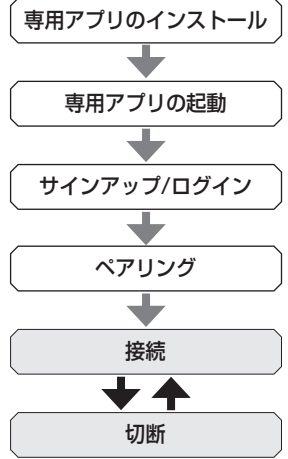 専用アプリのインストール
専用アプリの起動
サインアップ/ログイン
ペアリング
接続
切断